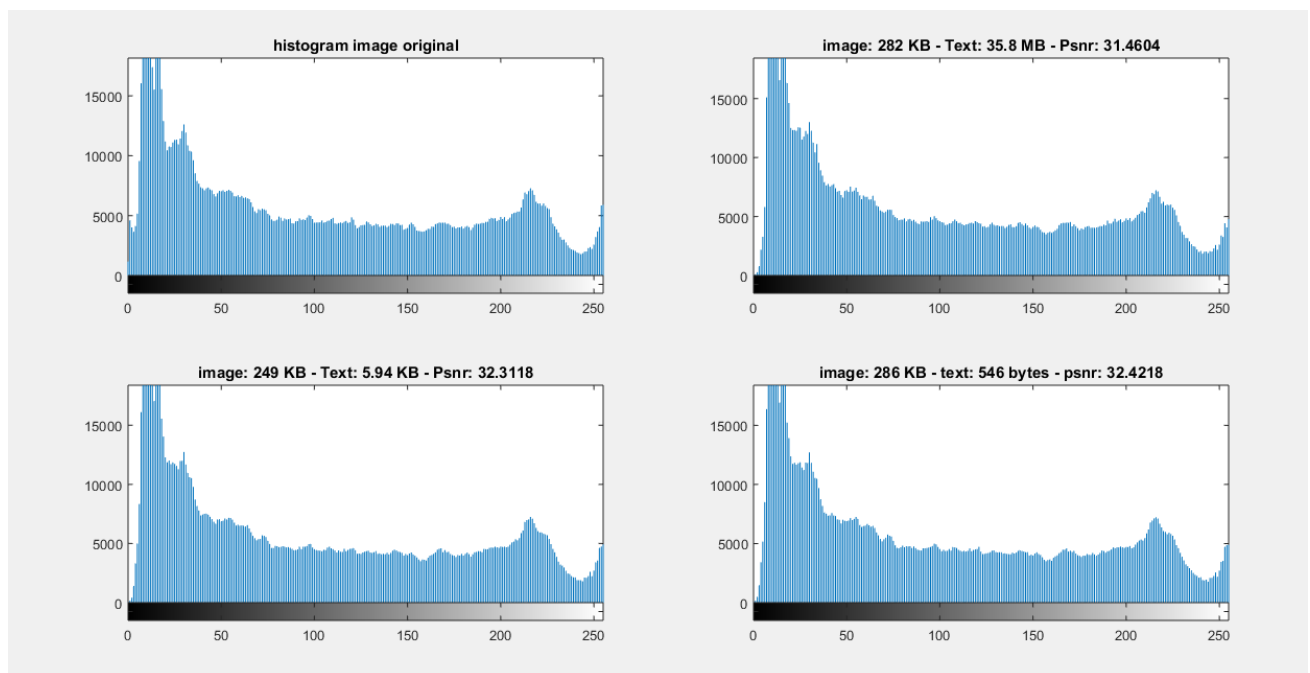 histogram image original
15000
10000
5000
0
0 50 100 150 200 250
image: 282 KB - Text: 35.8 MB - Psnr: 31.4604
15000
10000
5000
0
0 50 100 150 200 250
image: 249 KB - Text: 5.94 KB - Psnr: 32.3118
15000
10000
5000
0
0 50 100 150 200 250
image: 286 KB - text: 546 bytes - psnr: 32.4218
15000
10000
5000
0
0 50 100 150 200 250